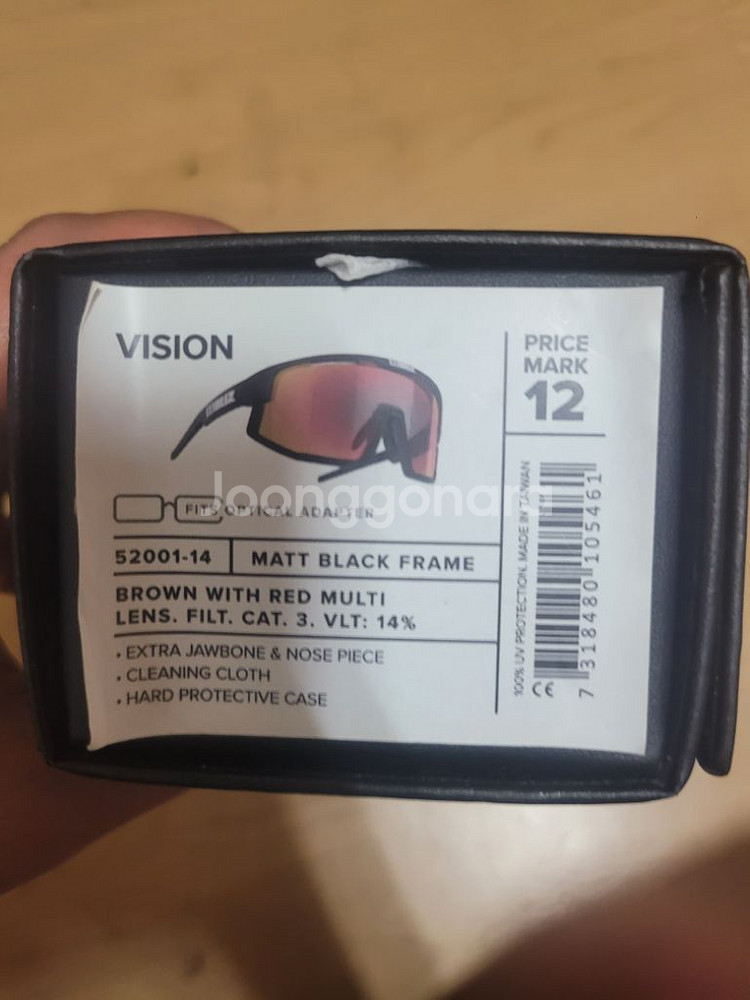 VISION
FITS OPTICAL ADAPTER
52001-14
MATT BLACK FRAME
BROWN WITH RED MULTI
LENS. FILT. CAT. 3. VLT: 14%
• EXTRA JAWBONE & NOSE PIECE
• CLEANING CLOTH
• HARD PROTECTIVE CASE
PRICE
MARK
12
100% UV PROTECTION. MADE IN TAIWAN
CE
7 318480 105461
joonggonara